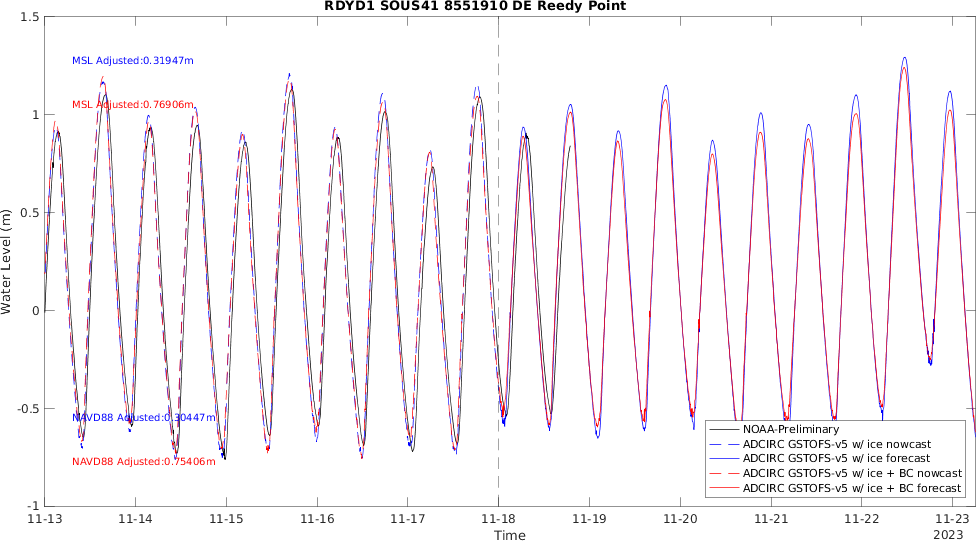 RDYD1 SOUS41 8551910 DE Reedy Point
1.5
1
0.5
0
-0.5
-1
Water Level (m)
MSL Adjusted:0.31947m
MSL Adjusted:0.76906m
NAVD88 Adjusted:0.30447m
NAVD88 Adjusted:0.75406m
NOAA-Preliminary
ADCIRC GSTOFS-v5 w/ ice nowcast
ADCIRC GSTOFS-v5 w/ ice forecast
ADCIRC GSTOFS-v5 w/ ice + BC nowcast
ADCIRC GSTOFS-v5 w/ ice + BC forecast
11-13 11-14 11-15 11-16 11-17 11-18 11-19 11-20 11-21 11-22 11-23
2023
Time